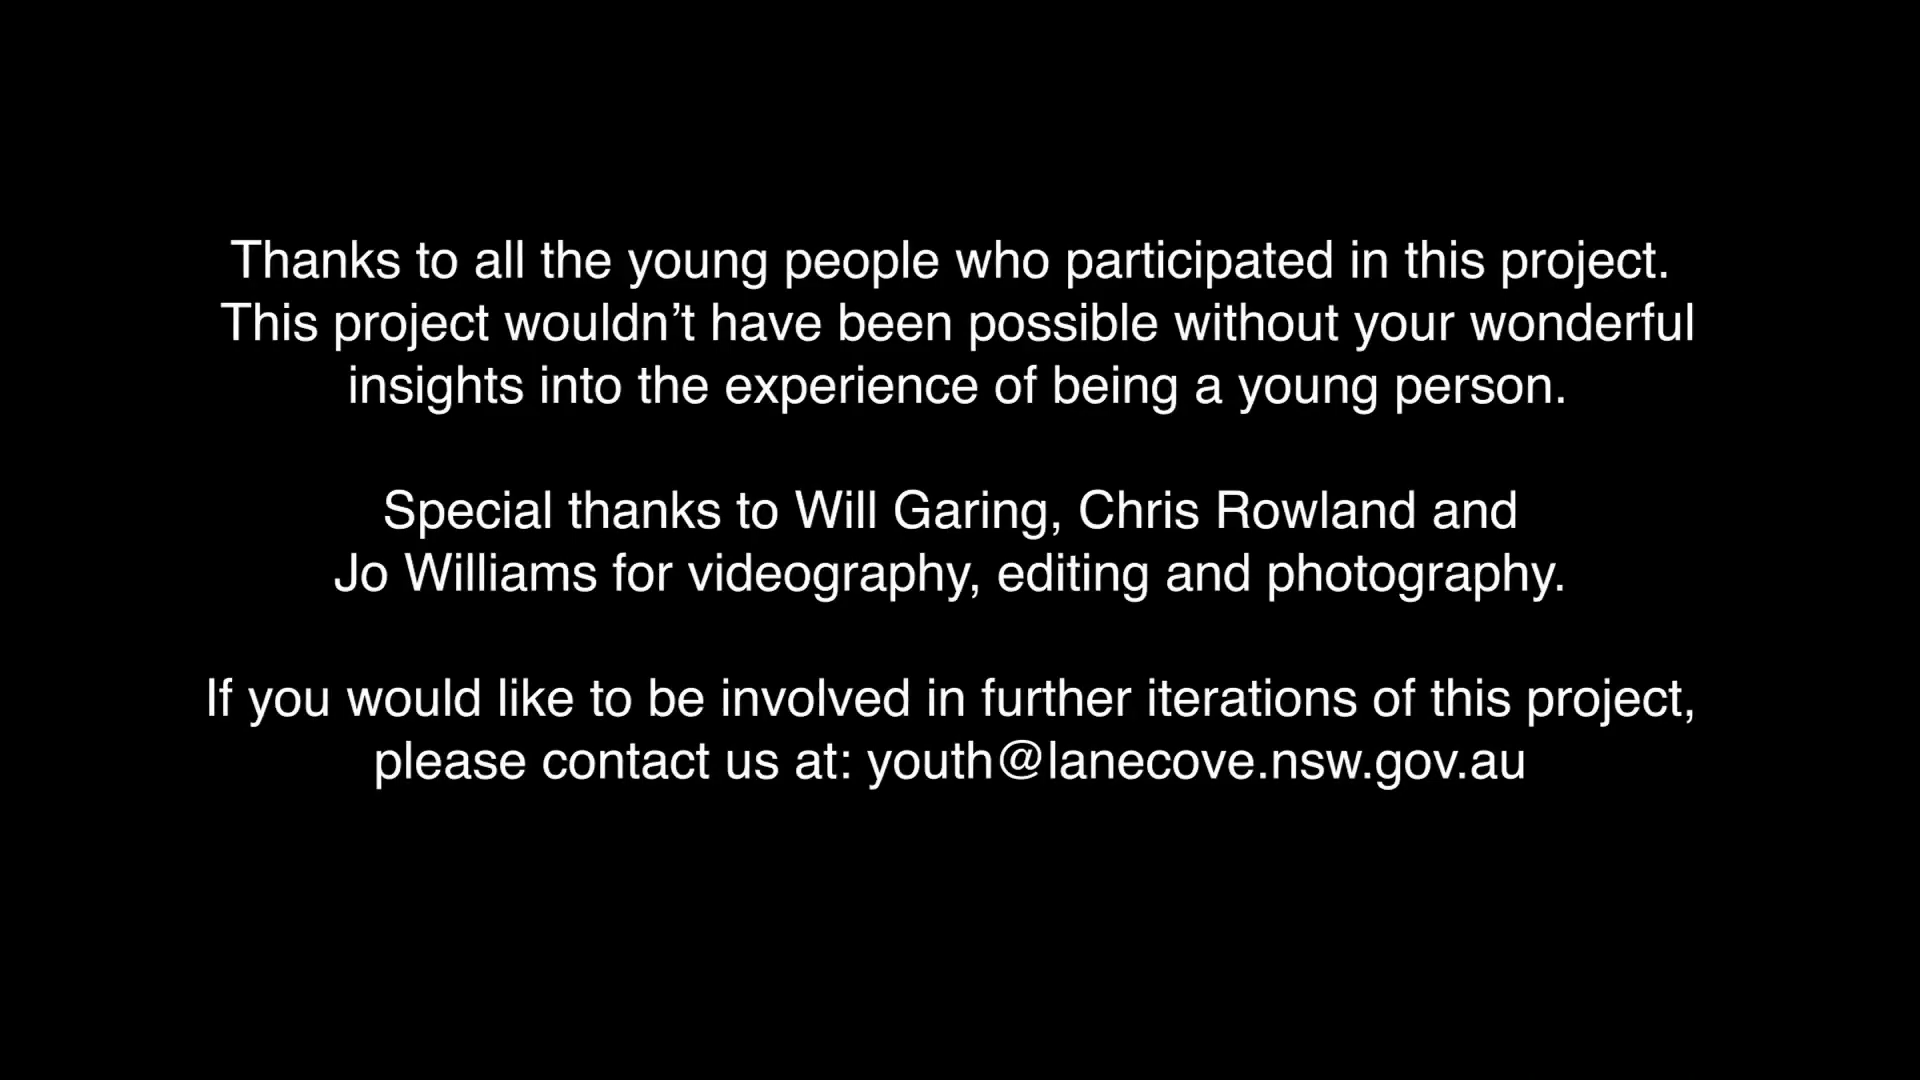 Thanks to all the young people who participated in this project.
This project wouldn’t have been possible without your wonderful
insights into the experience of being a young person.
Special thanks to Will Garing, Chris Rowland and
Jo Williams for videography, editing and photography.
If you would like to be involved in further iterations of this project,
please contact us at: youth@lanecove.nsw.gov.au